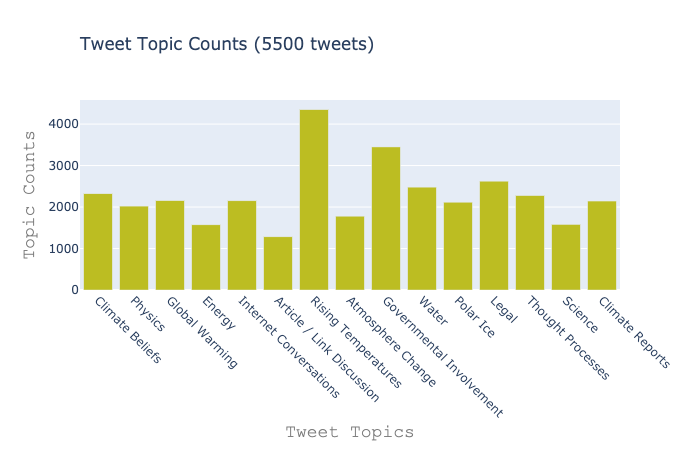 Tweet Topic Counts (5500 tweets)
Topic Counts
4000
3000
2000
1000
0
Climate Beliefs
Physics
Global Warming
Energy
Internet Conversations
Article / Link Discussion
Rising Temperatures
Atmosphere Change
Governmental Involvement
Water
Polar Ice
Legal
Thought Processes
Science
Climate Reports
Tweet Topics